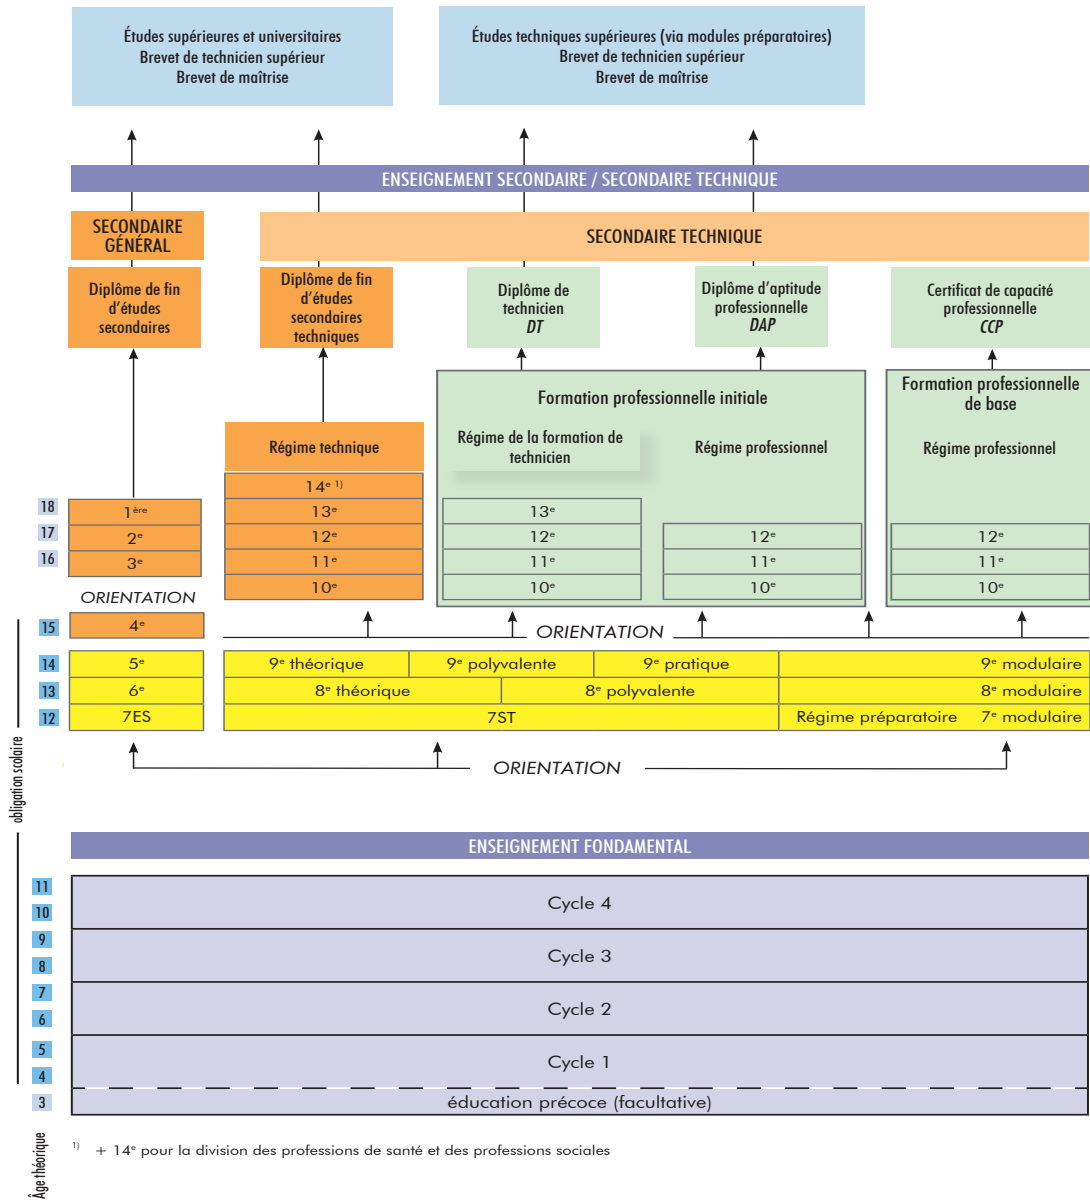 Études supérieures et universitaires
Brevet de technicien supérieur
Brevet de maîtrise
Études techniques supérieures (via modules préparatoires)
Brevet de technicien supérieur
Brevet de maîtrise
ENSEIGNEMENT SECONDAIRE / SECONDAIRE TECHNIQUE
SECONDAIRE
GÉNÉRAL
SECONDAIRE TECHNIQUE
Diplôme de fin
d'études
secondaires
Diplôme de fin
d'études
secondaires
techniques
Diplôme de
technicien
DT
Diplôme d'aptitude
professionnelle
DAP
Certificat de capacité
professionnelle
CCP
Formation professionnelle initiale
Formation professionnelle
de base
Régime technique
Régime de la formation de
technicien
Régime professionnel
Régime professionnel
14e 1)
18 1ère 13e 13e
17 2e 12e 12e 12e 12e
16 3e 11e 11e 11e 11e
10e 10e 10e 10e
ORIENTATION
15 4e
ORIENTATION
14 5e 9e théorique 9e polyvalente 9e pratique 9e modulaire
13 6e 8e théorique 8e polyvalente 8e modulaire
12 7ES 7ST Régime préparatoire 7e modulaire
ORIENTATION
obligation scolaire
ENSEIGNEMENT FONDAMENTAL
11
Cycle 4
10
9
Cycle 3
8
7
Cycle 2
6
5
Cycle 1
4
3 éducation précoce (facultative)
Âge théorique
1) + 14e pour la division des professions de santé et des professions sociales